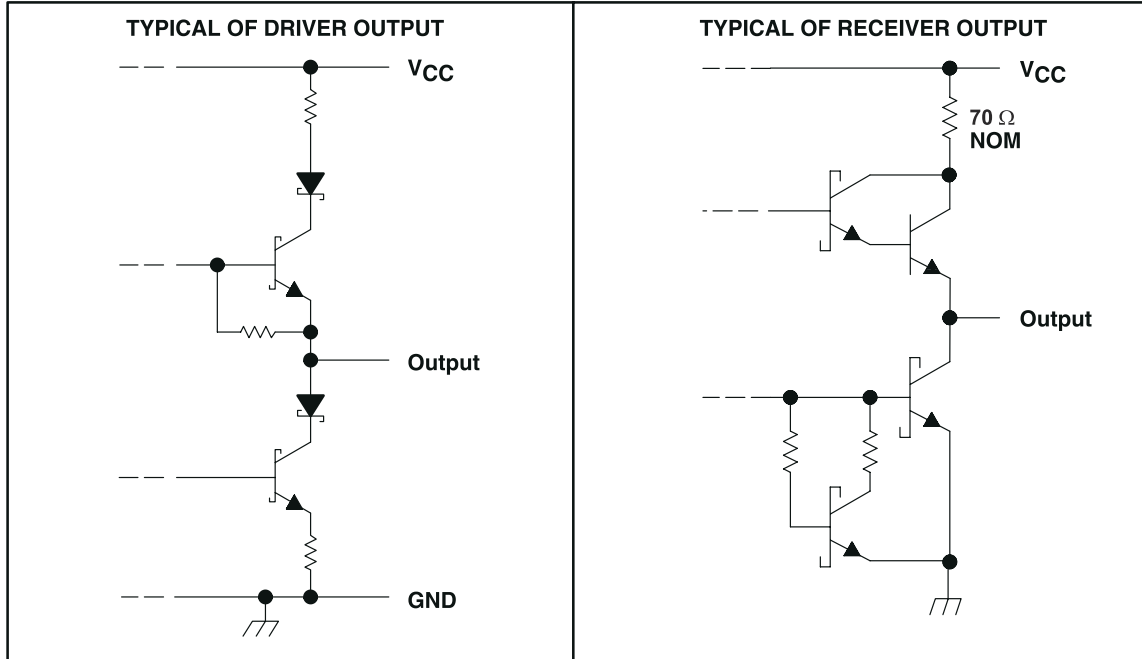 TYPICAL OF DRIVER OUTPUT
VCC
Output
GND
TYPICAL OF RECEIVER OUTPUT
VCC
70 Ω
NOM
Output